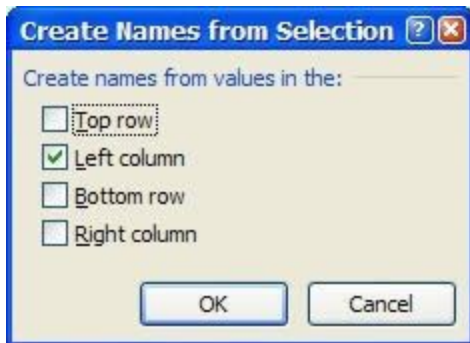 Create Names from Selection
Create names from values in the:
Top row
Left column
Bottom row
Right column
OK Cancel